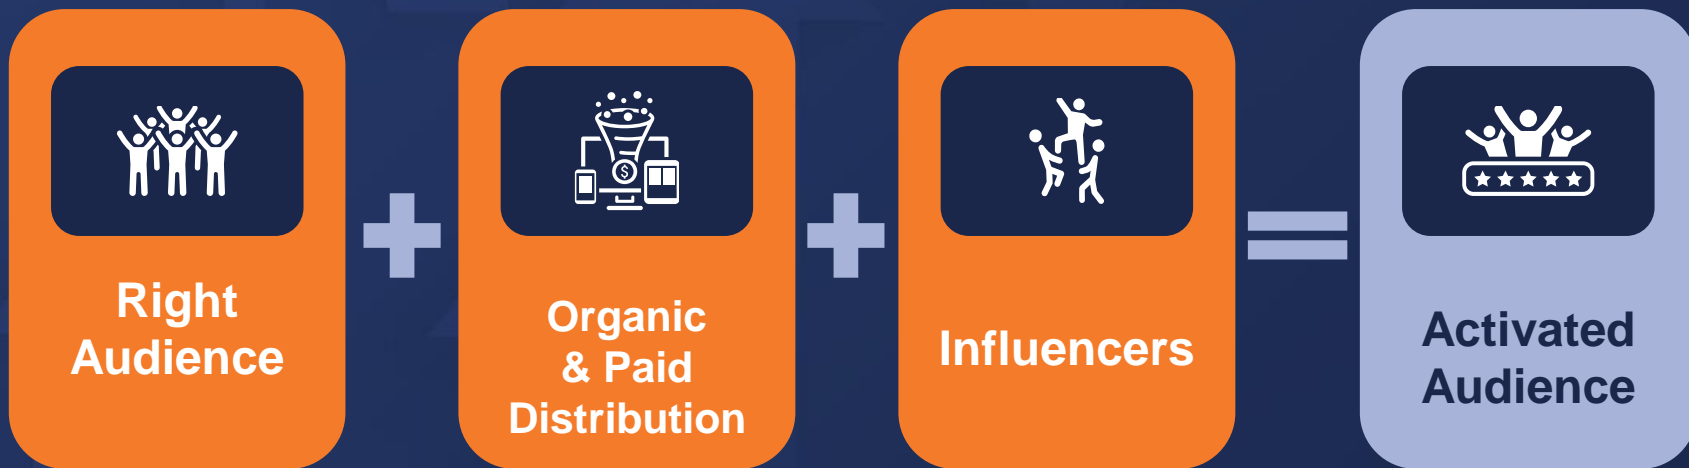 Right
Audience
Organic
& Paid
Distribution
Influencers
Activated
Audience
$